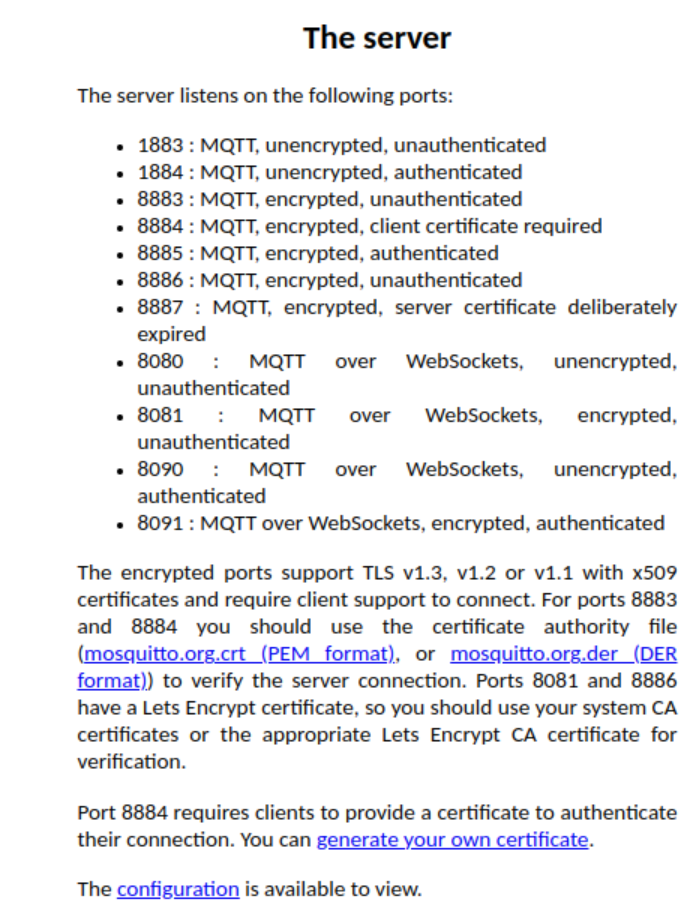 The server
The server listens on the following ports:
• 1883 : MQTT, unencrypted, unauthenticated
• 1884 : MQTT, unencrypted, authenticated
• 8883 : MQTT, encrypted, unauthenticated
• 8884 : MQTT, encrypted, client certificate required
• 8885 : MQTT, encrypted, authenticated
• 8886 : MQTT, encrypted, unauthenticated
• 8887 : MQTT, encrypted, server certificate deliberately
expired
• 8080 : MQTT over WebSockets, unencrypted,
unauthenticated
• 8081 : MQTT over WebSockets, encrypted,
unauthenticated
• 8090 : MQTT over WebSockets, unencrypted,
authenticated
• 8091 : MQTT over WebSockets, encrypted, authenticated
The encrypted ports support TLS v1.3, v1.2 or v1.1 with x509
certificates and require client support to connect. For ports 8883
and 8884 you should use the certificate authority file
(mosquitto.org.crt (PEM format), or mosquitto.org.der (DER
format)) to verify the server connection. Ports 8081 and 8886
have a Lets Encrypt certificate, so you should use your system CA
certificates or the appropriate Lets Encrypt CA certificate for
verification.
Port 8884 requires clients to provide a certificate to authenticate
their connection. You can generate your own certificate.
The configuration is available to view.